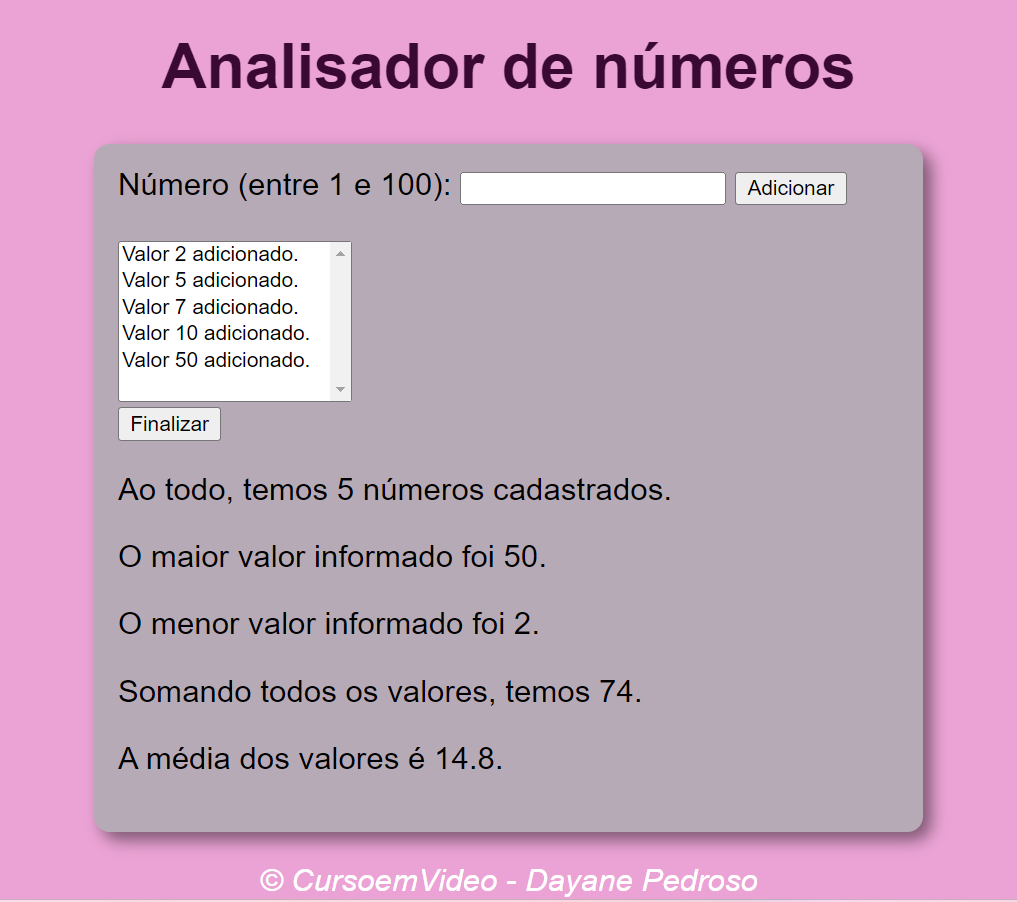 Analisador de números
Número (entre 1 e 100): Adicionar
Valor 2 adicionado.
Valor 5 adicionado.
Valor 7 adicionado.
Valor 10 adicionado.
Valor 50 adicionado.
Finalizar
Ao todo, temos 5 números cadastrados.
O maior valor informado foi 50.
O menor valor informado foi 2.
Somando todos os valores, temos 74.
A média dos valores é 14.8.
© CursoemVideo - Dayane Pedroso